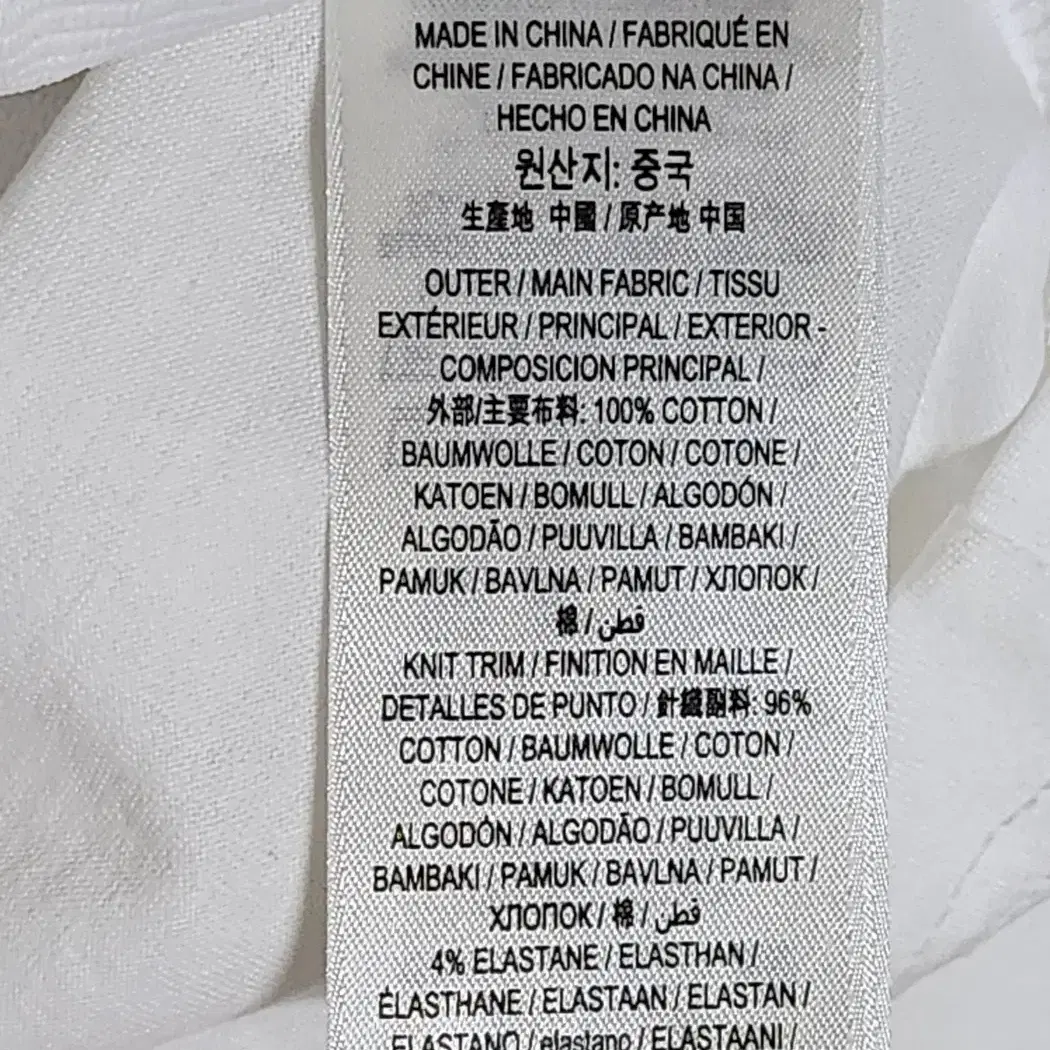 MADE IN CHINA / FABRIQUÉ EN
CHINE / FABRICADO NA CHINA /
HECHO EN CHINA
원산지: 중국
生產地 中國 / 原产地 中国
OUTER / MAIN FABRIC / TISSU
EXTÉRIEUR / PRINCIPAL / EXTERIOR -
COMPOSICION PRINCIPAL /
外部/主要布料: 100% COTTON /
BAUMWOLLE / COTON / COTONE /
KATOEN / BOMULL / ALGODÓN /
ALGODÃO / PUUVILLA / BAMBAKI /
PAMUK / BAVLNA / PAMUT / ХЛОПОК /
棉 / قطن
KNIT TRIM / FINITION EN MAILLE /
DETALLES DE PUNTO / 針織副料: 96%
COTTON / BAUMWOLLE / COTON /
COTONE / KATOEN / BOMULL /
ALGODÓN / ALGODÃO / PUUVILLA /
BAMBAKI / PAMUK / BAVLNA / PAMUT /
ХЛОПОК / 棉 / قطن
4% ELASTANE / ELASTHAN /
ÉLASTHANE / ELASTAAN / ELASTAN /
ELASTANO / elastano / ELASTAANI /